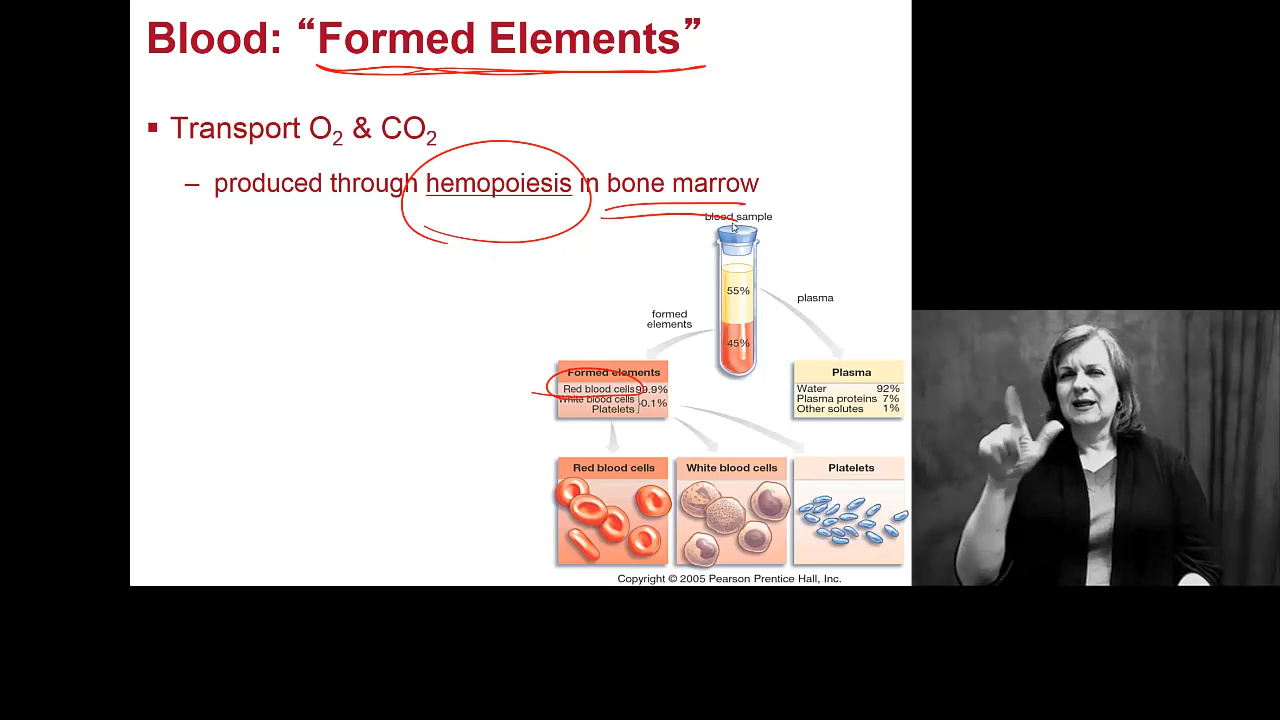 Blood: “Formed Elements”
▪ Transport O₂ & CO₂
– produced through hemopoiesis in bone marrow
blood sample
55%
plasma
formed
elements
45%
Formed elements
Red blood cells 99.9%
White blood cells
Platelets
0.1%
Plasma
Water 92%
Plasma proteins 7%
Other solutes 1%
Red blood cells
White blood cells
Platelets
Copyright © 2005 Pearson Prentice Hall, Inc.